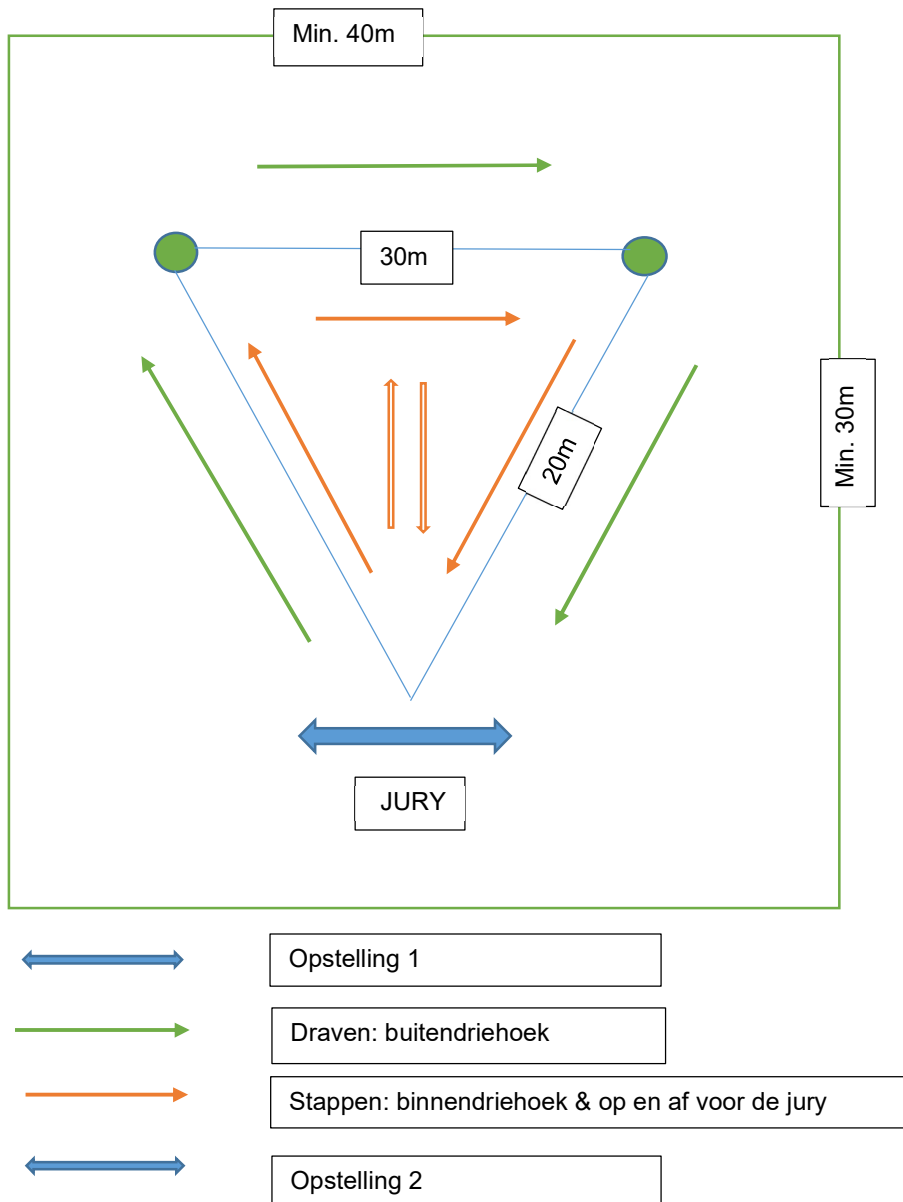 Min. 40m
30m
20m
Min. 30m
JURY
Opstelling 1
Draven: buitendriehoek
Stappen: binnendriehoek & op en af voor de jury
Opstelling 2